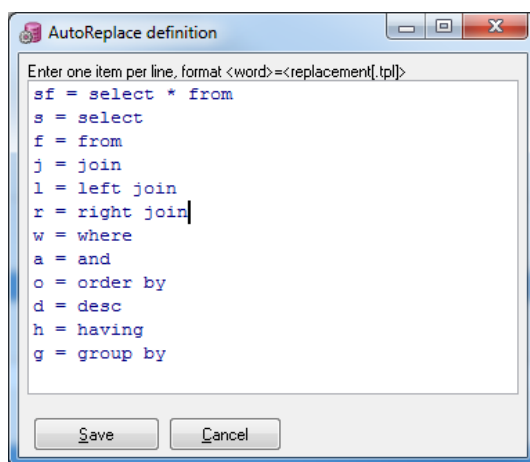 AutoReplace definition
Enter one item per line, format <word>=<replacement[.tpl]>
sf = select * from
s = select
f = from
j = join
l = left join
r = right join
w = where
a = and
o = order by
d = desc
h = having
g = group by
Save Cancel